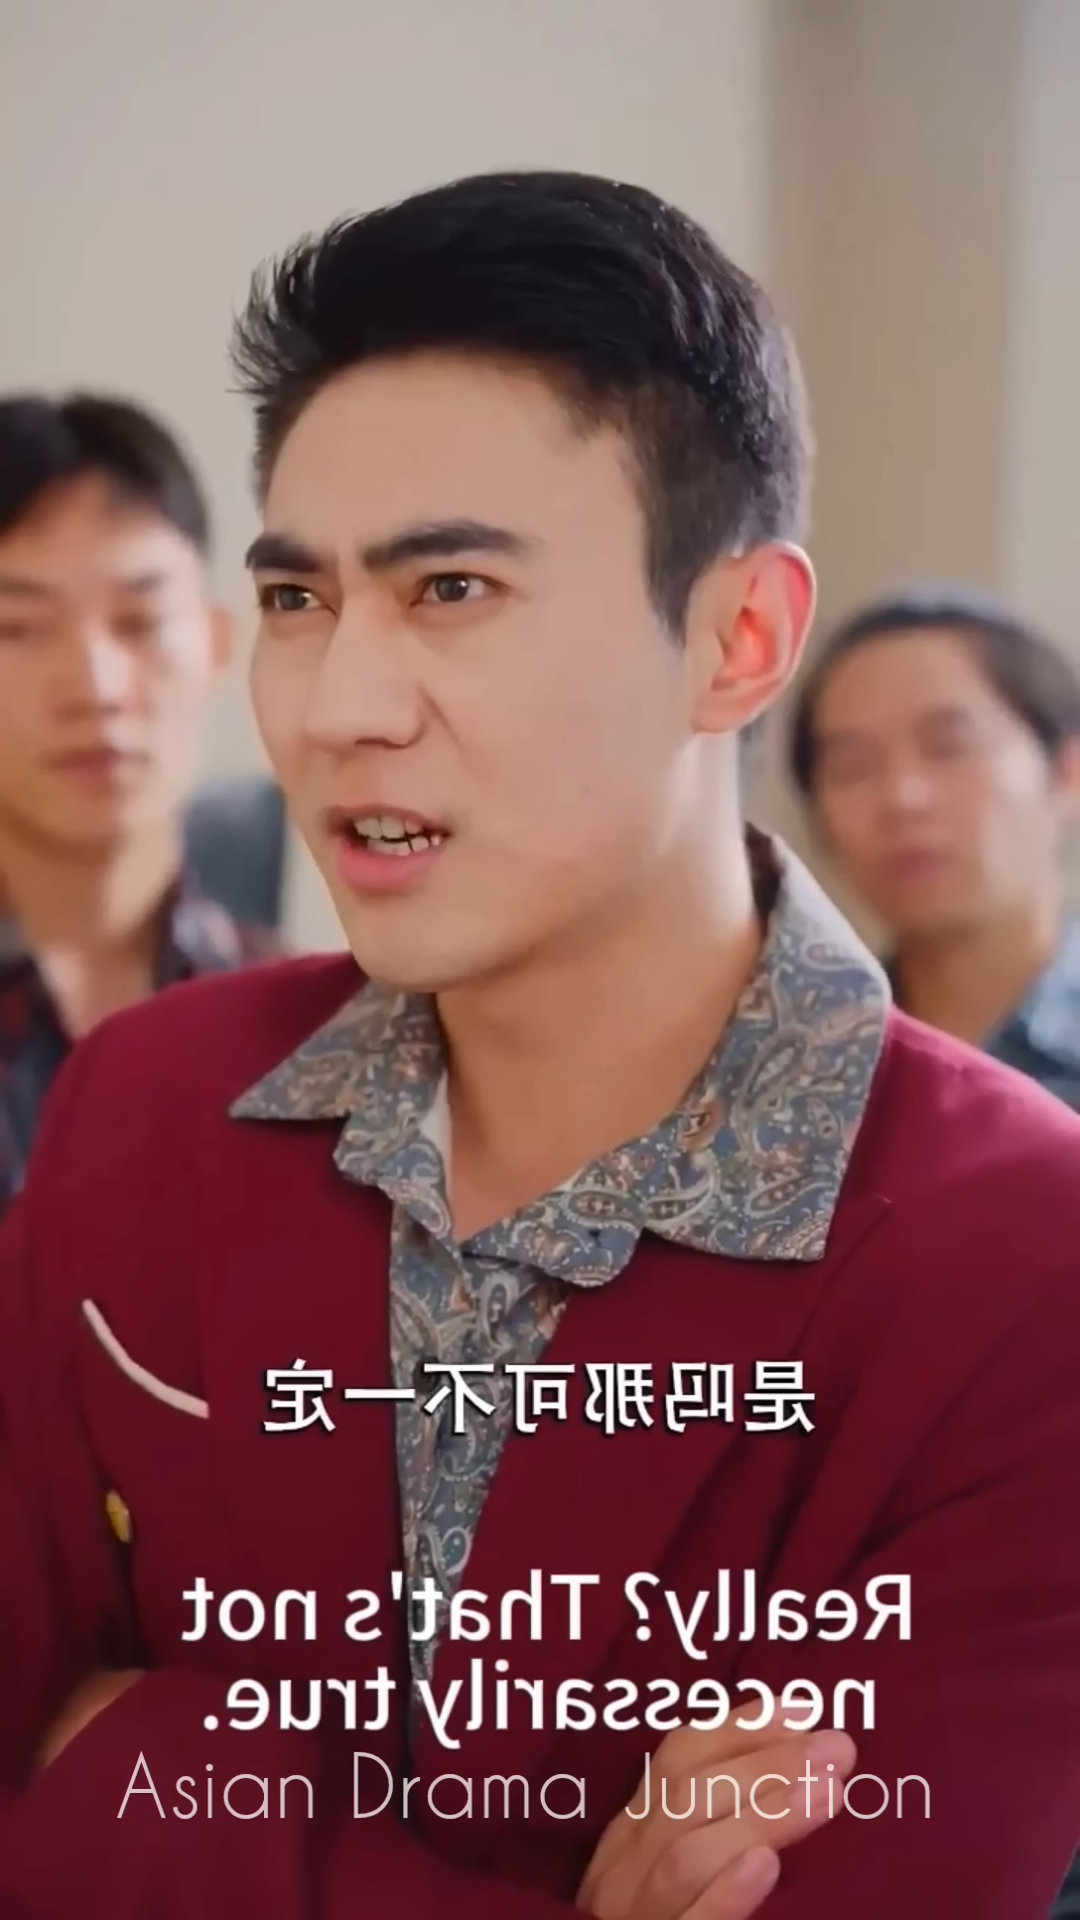 是吗那可不一定
Really? That's not
necessarily true.
Asian Drama Junction